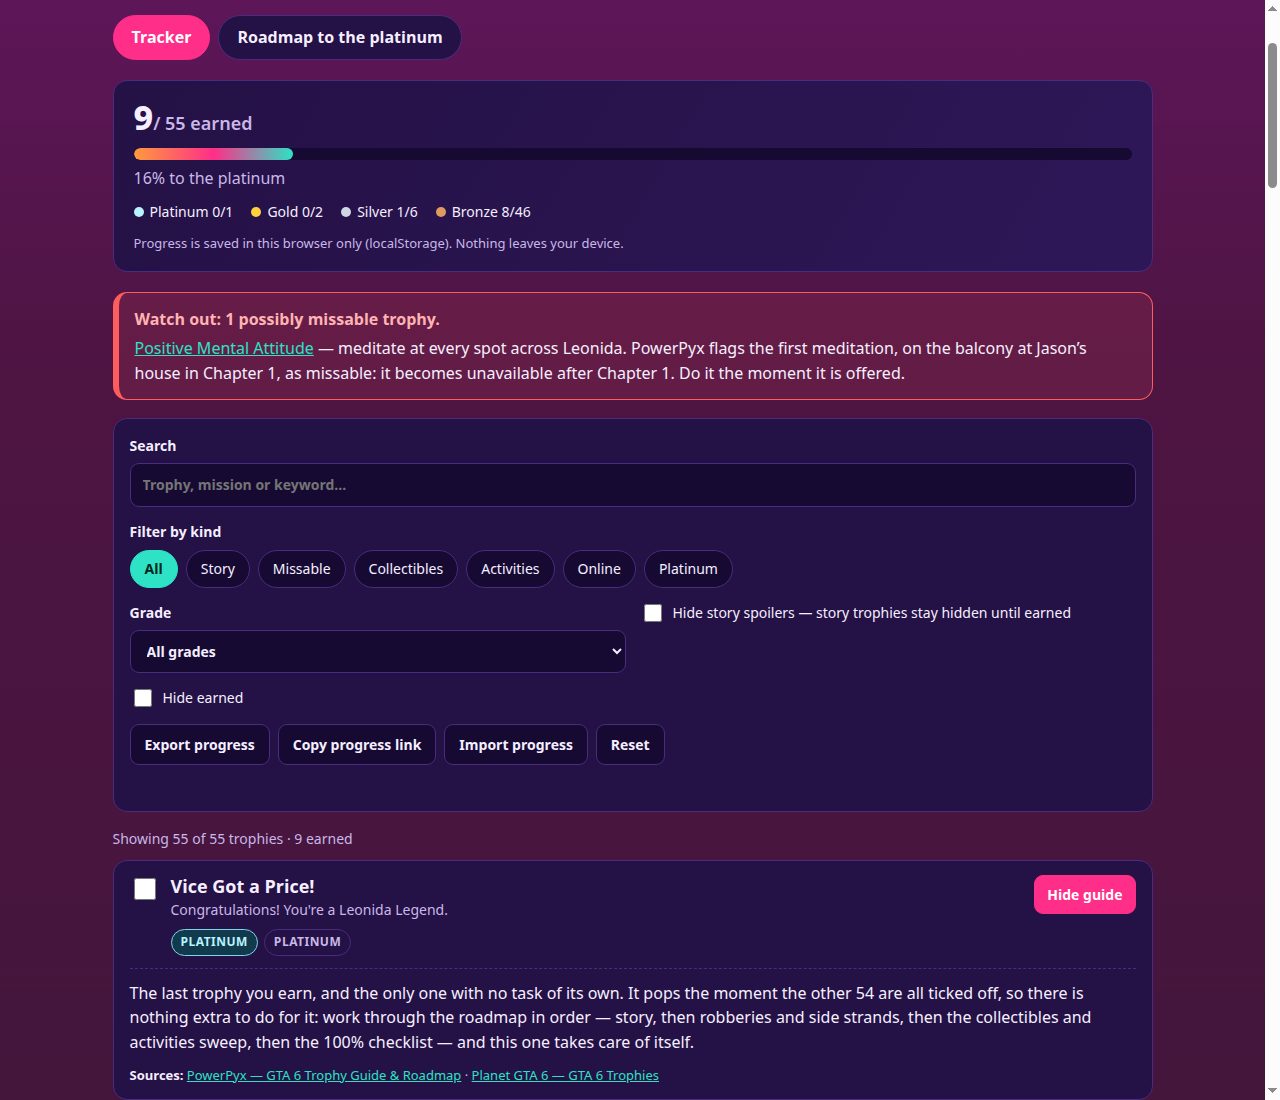 Tracker
Roadmap to the platinum
9 / 55 earned
16% to the platinum
Platinum 0/1
Gold 0/2
Silver 1/6
Bronze 8/46
Progress is saved in this browser only (localStorage). Nothing leaves your device.
Watch out: 1 possibly missable trophy.
Positive Mental Attitude — meditate at every spot across Leonida. PowerPyx flags the first meditation, on the balcony at Jason’s
house in Chapter 1, as missable: it becomes unavailable after Chapter 1. Do it the moment it is offered.
Search
Trophy, mission or keyword...
Filter by kind
All
Story
Missable
Collectibles
Activities
Online
Platinum
Grade
Hide story spoilers — story trophies stay hidden until earned
All grades
Hide earned
Export progress
Copy progress link
Import progress
Reset
Showing 55 of 55 trophies · 9 earned
Vice Got a Price!
Hide guide
Congratulations! You're a Leonida Legend.
PLATINUM
PLATINUM
The last trophy you earn, and the only one with no task of its own. It pops the moment the other 54 are all ticked off, so there is
nothing extra to do for it: work through the roadmap in order — story, then robberies and side strands, then the collectibles and
activities sweep, then the 100% checklist — and this one takes care of itself.
Sources: PowerPyx — GTA 6 Trophy Guide & Roadmap · Planet GTA 6 — GTA 6 Trophies